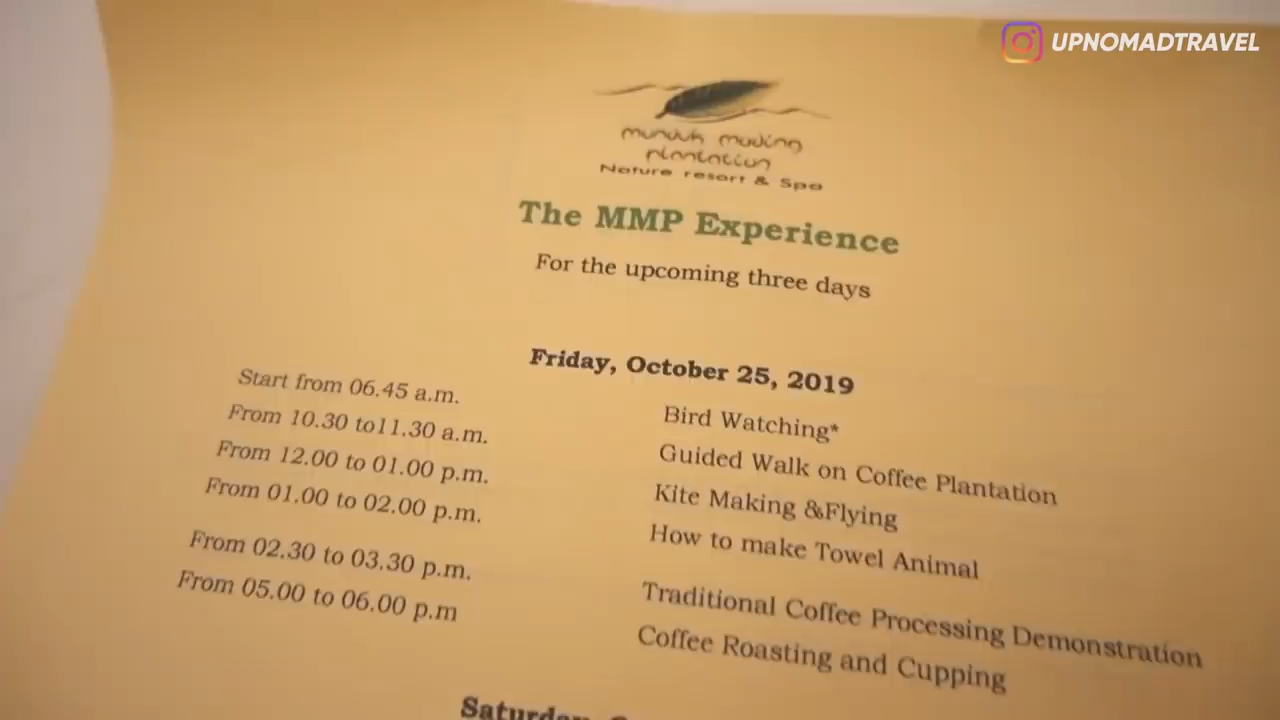 UPNOMADTRAVEL
munduk moding
plantation
Nature resort & Spa
The MMP Experience
For the upcoming three days
Friday, October 25, 2019
Start from 06.45 a.m. Bird Watching*
From 10.30 to11.30 a.m. Guided Walk on Coffee Plantation
From 12.00 to 01.00 p.m. Kite Making &Flying
From 01.00 to 02.00 p.m. How to make Towel Animal
From 02.30 to 03.30 p.m. Traditional Coffee Processing Demonstration
From 05.00 to 06.00 p.m Coffee Roasting and Cupping
Saturday,